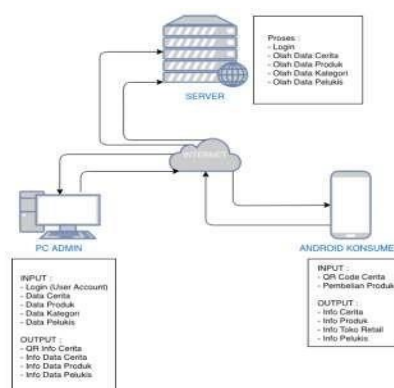 Proses :
- Login
- Olah Data Cerita
- Olah Data Produk
- Olah Data Kategori
- Olah Data Pelukis
SERVER
INTERNET
PC ADMIN
ANDROID KONSUME
INPUT :
- Login (User Account)
- Data Cerita
- Data Produk
- Data Kategori
- Data Pelukis
OUTPUT :
- QR Info Cerita
- Info Data Cerita
- Info Data Produk
- Info Data Pelukis
INPUT :
- QR Code Cerita
- Pembelian Produk
OUTPUT :
- Info Cerita
- Info Produk
- Info Toko Retail
- Info Pelukis